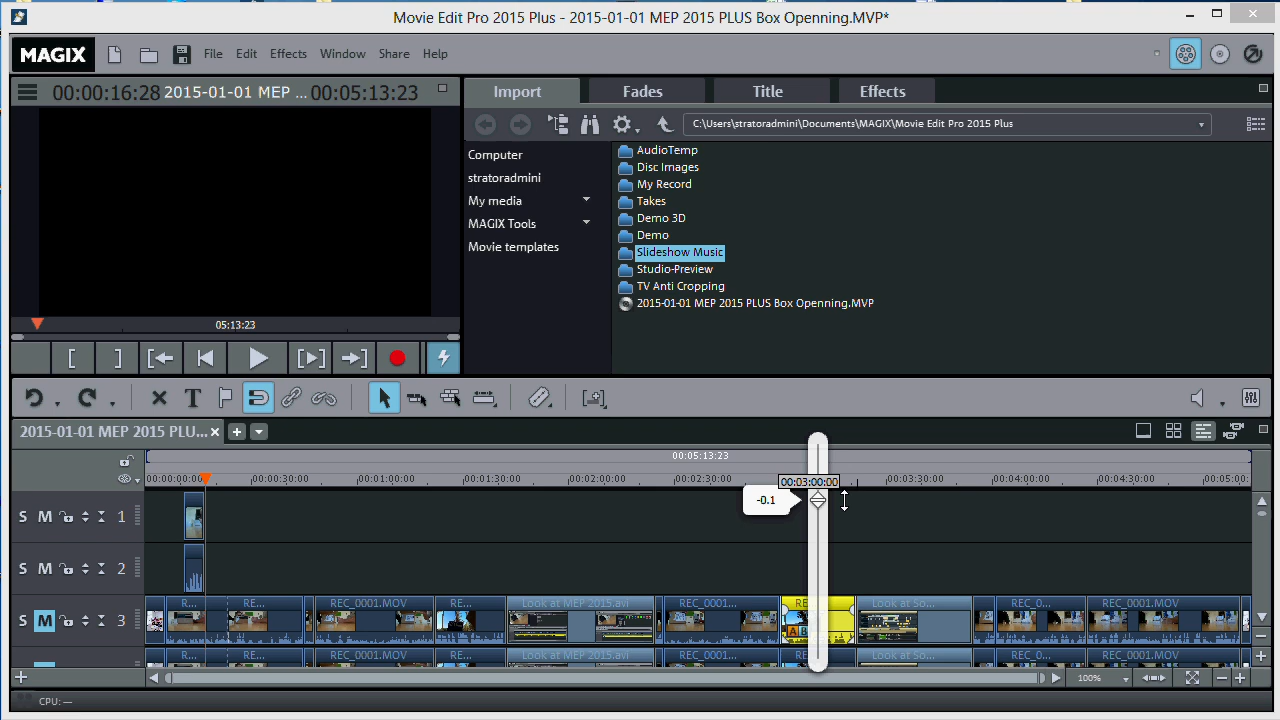 Movie Edit Pro 2015 Plus - 2015-01-01 MEP 2015 PLUS Box Openning.MVP*
MAGIX File Edit Effects Window Share Help
00:00:16:28 2015-01-01 MEP ... 00:05:13:23
Import Fades Title Effects
C:\Users\stratoradmini\Documents\MAGIX\Movie Edit Pro 2015 Plus
Computer
stratoradmini
My media
MAGIX Tools
Movie templates
AudioTemp
Disc Images
My Record
Takes
Demo 3D
Demo
Slideshow Music
Studio-Preview
TV Anti Cropping
2015-01-01 MEP 2015 PLUS Box Openning.MVP
05:13:23
2015-01-01 MEP 2015 PLU...
00:05:13:23
00:00:00:00 00:00:30:00 00:01:00:00 00:01:30:00 00:02:00:00 00:02:30:00 00:03:00:00 00:03:30:00 00:04:00:00 00:04:30:00 00:05:00:
-0.1
S M 1
S M 2
S M 3
R... RE... REC_0001.MOV RE... Look at MEP 2015.avi REC_0001... RE Look at So... REC_0... REC_0001.MOV
AB
R... RE... REC_0001.MOV RE... Look at MEP 2015.avi REC_0001... Look at So... REC_0... REC_0001.MOV
100%
CPU: —